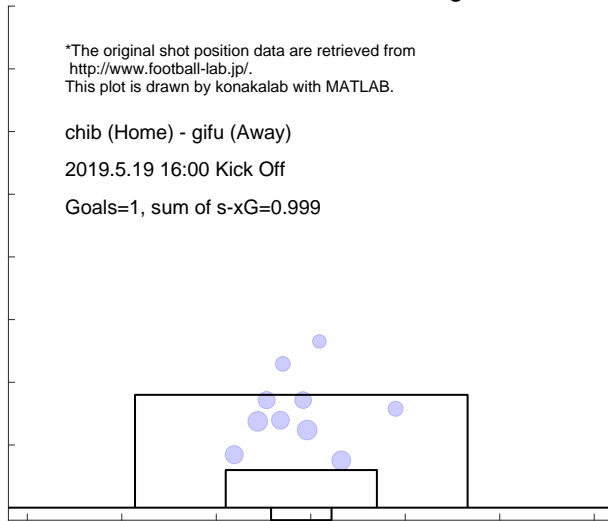 *The original shot position data are retrieved from
http://www.football-lab.jp/.
This plot is drawn by konakalab with MATLAB.
chib (Home) - gifu (Away)
2019.5.19 16:00 Kick Off
Goals=1, sum of s-xG=0.999